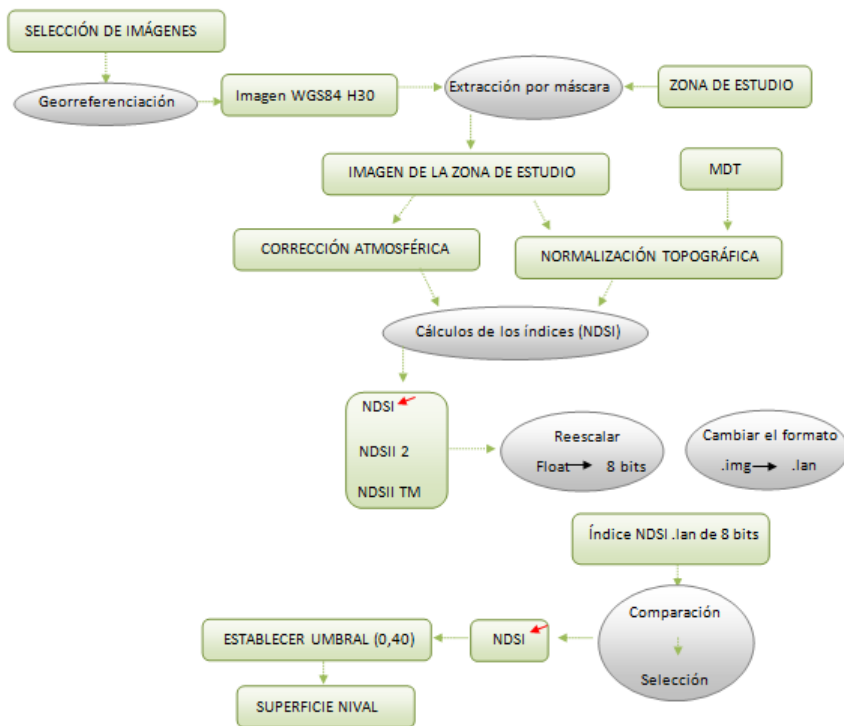 SELECCIÓN DE IMÁGENES
Georreferenciación
Imagen WGS84 H30
Extracción por máscara
ZONA DE ESTUDIO
IMAGEN DE LA ZONA DE ESTUDIO
MDT
CORRECCIÓN ATMOSFÉRICA
NORMALIZACIÓN TOPOGRÁFICA
Cálculos de los índices (NDSI)
NDSI
NDSII 2
NDSII TM
Reescalar
Float → 8 bits
Cambiar el formato
.img → .lan
Índice NDSI .lan de 8 bits
Comparación
Selección
NDSI
ESTABLECER UMBRAL (0,40)
SUPERFICIE NIVAL